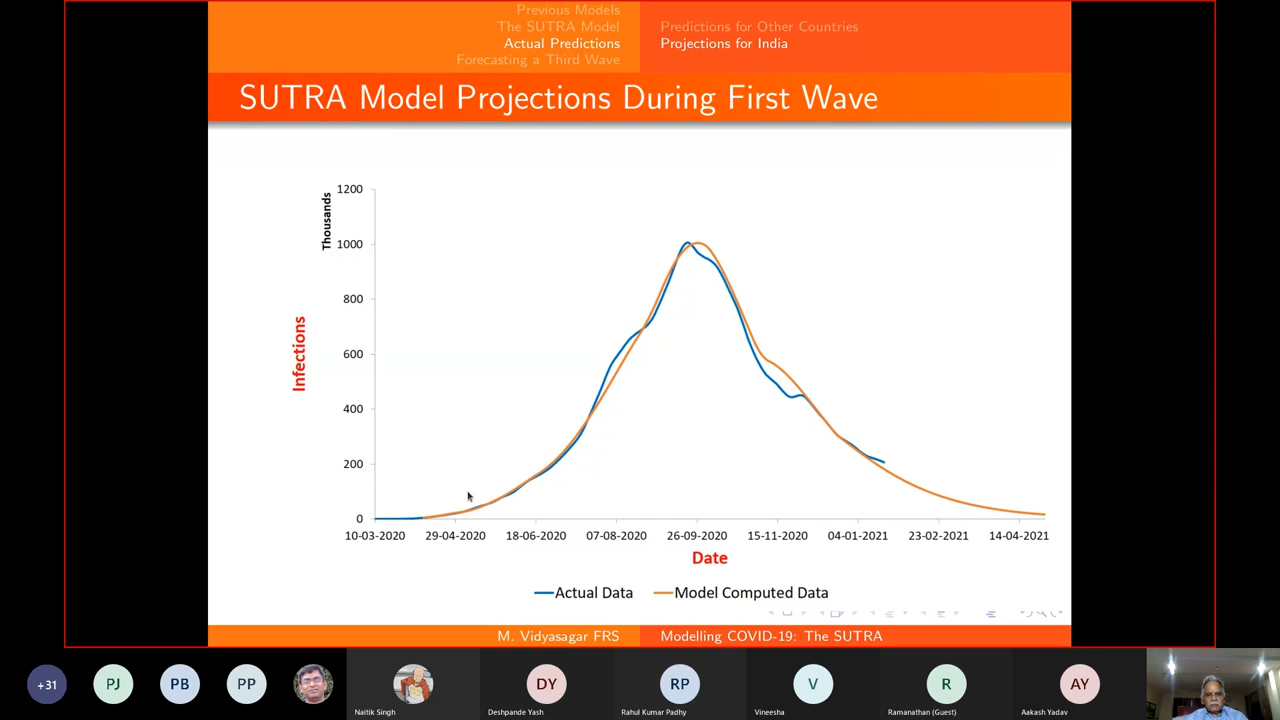 Previous Models
The SUTRA Model
Actual Predictions
Forecasting a Third Wave
Predictions for Other Countries
Projections for India
SUTRA Model Projections During First Wave
Thousands
1200
1000
800
600
400
200
0
Infections
10-03-2020 29-04-2020 18-06-2020 07-08-2020 26-09-2020 15-11-2020 04-01-2021 23-02-2021 14-04-2021
Date
Actual Data Model Computed Data
M. Vidyasagar FRS Modelling COVID-19: The SUTRA
+31 PJ PB PP DY RP V R AY
Naitik Singh Deshpande Yash Rahul Kumar Padhy Vineesha Ramanathan (Guest) Aakash Yadav